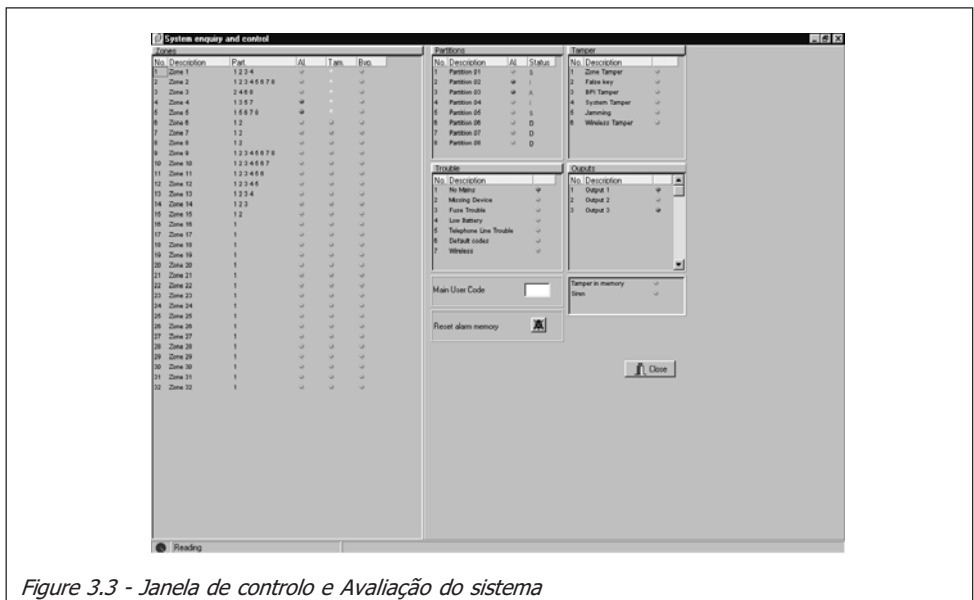 System enquiry and control
Zones
No. Description Part. Al. Tam. Byp.
1 Zone 1 1 2 3 4
2 Zone 2 1 2 3 4 5 6 7 8
3 Zone 3 2 4 6 8
4 Zone 4 1 3 5 7
5 Zone 5 1 5 6 7 8
6 Zone 6 1 2
7 Zone 7 1 2
8 Zone 8 1 2
9 Zone 9 1 2 3 4 5 6 7 8
10 Zone 10 1 2 3 4 5 6 7
11 Zone 11 1 2 3 4 5 6
12 Zone 12 1 2 3 4 5
13 Zone 13 1 2 3 4
14 Zone 14 1 2 3
15 Zone 15 1 2
16 Zone 16 1
17 Zone 17 1
18 Zone 18 1
19 Zone 19 1
20 Zone 20 1
21 Zone 21 1
22 Zone 22 1
23 Zone 23 1
24 Zone 24 1
25 Zone 25 1
26 Zone 26 1
27 Zone 27 1
28 Zone 28 1
29 Zone 29 1
30 Zone 30 1
31 Zone 31 1
32 Zone 32 1
Partitions
No. Description Al. Status
1 Partition 01 S
2 Partition 02 I
3 Partition 03 A
4 Partition 04 I
5 Partition 05 S
6 Partition 06 D
7 Partition 07 D
8 Partition 08 D
Tamper
No. Description
1 Zone Tamper
2 False key
3 BPI Tamper
4 System Tamper
5 Jamming
6 Wireless Tamper
Trouble
No. Description
1 No Mains
2 Missing Device
3 Fuse Trouble
4 Low Battery
5 Telephone Line Trouble
6 Default codes
7 Wireless
Ouputs
No. Description
1 Output 1
2 Output 2
3 Output 3
Main User Code
Tamper in memory
Siren
Reset alarm memory
Close
Reading
Figure 3.3 - Janela de controlo e Avaliação do sistema